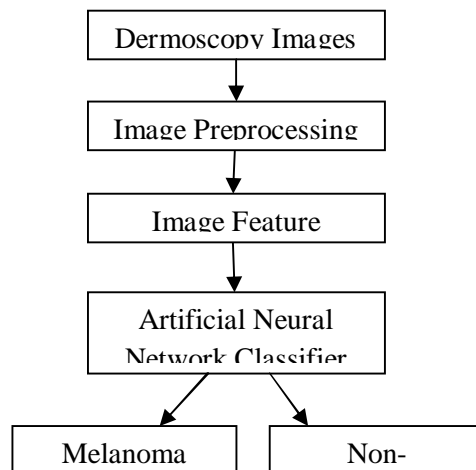 Dermoscopy Images
Image Preprocessing
Image Feature
Artificial Neural
Network Classifier
Melanoma
Non-